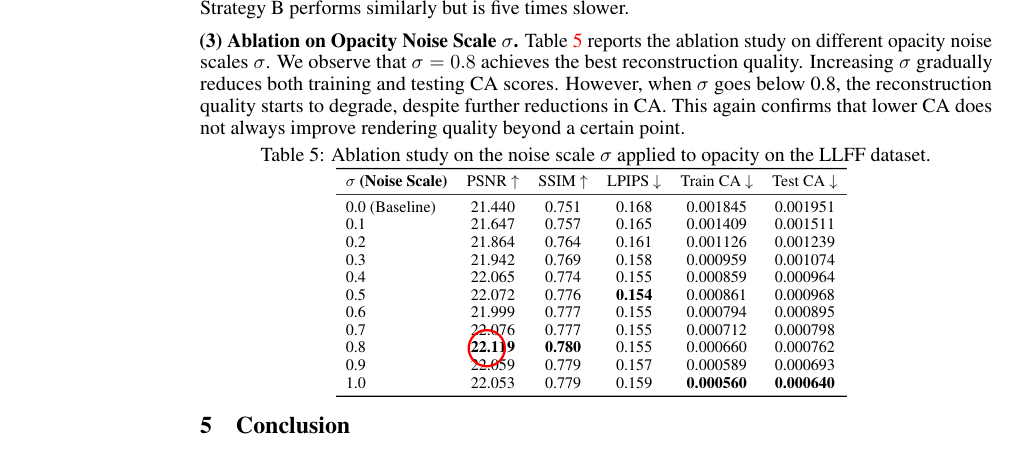 Strategy B performs similarly but is five times slower.
(3) Ablation on Opacity Noise Scale σ. Table 5 reports the ablation study on different opacity noise
scales σ. We observe that σ = 0.8 achieves the best reconstruction quality. Increasing σ gradually
reduces both training and testing CA scores. However, when σ goes below 0.8, the reconstruction
quality starts to degrade, despite further reductions in CA. This again confirms that lower CA does
not always improve rendering quality beyond a certain point.
Table 5: Ablation study on the noise scale σ applied to opacity on the LLFF dataset.
σ (Noise Scale) PSNR ↑ SSIM ↑ LPIPS ↓ Train CA ↓ Test CA ↓
0.0 (Baseline) 21.440 0.751 0.168 0.001845 0.001951
0.1 21.647 0.757 0.165 0.001409 0.001511
0.2 21.864 0.764 0.161 0.001126 0.001239
0.3 21.942 0.769 0.158 0.000959 0.001074
0.4 22.065 0.774 0.155 0.000859 0.000964
0.5 22.072 0.776 0.154 0.000861 0.000968
0.6 21.999 0.777 0.155 0.000794 0.000895
0.7 22.076 0.777 0.155 0.000712 0.000798
0.8 22.119 0.780 0.155 0.000660 0.000762
0.9 22.059 0.779 0.157 0.000589 0.000693
1.0 22.053 0.779 0.159 0.000560 0.000640
5 Conclusion